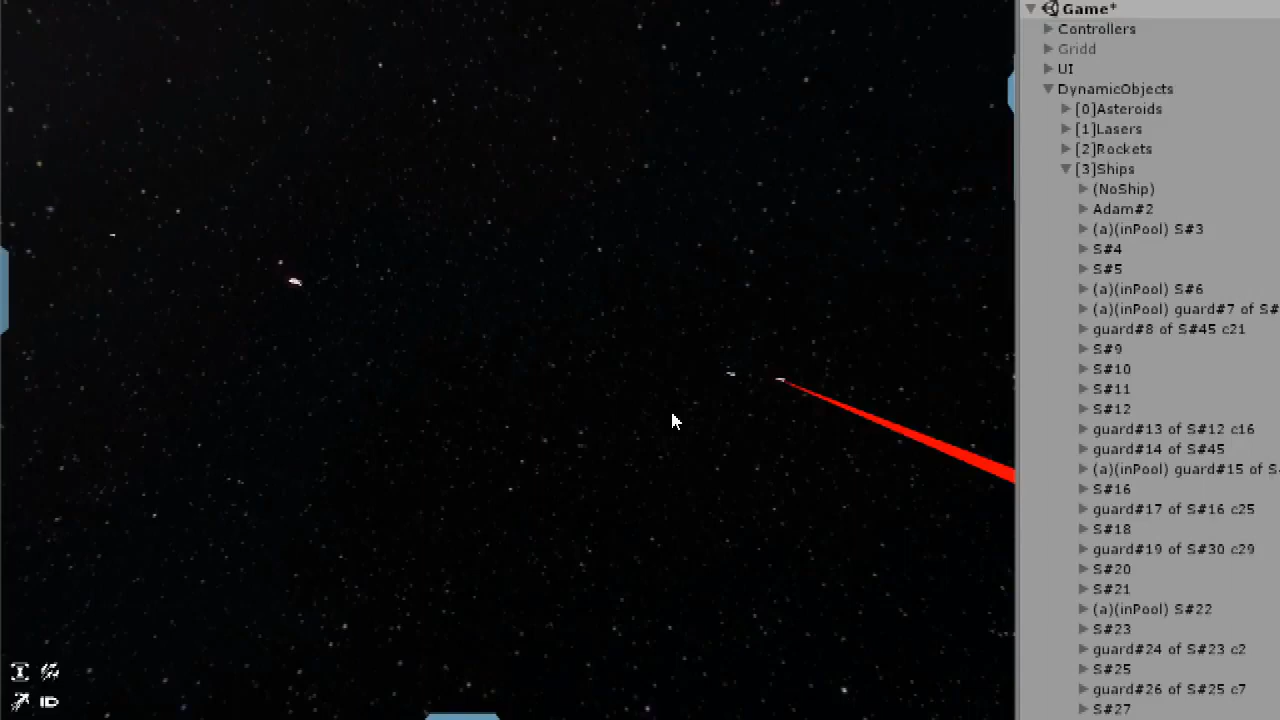 Game*
Controllers
Gridd
UI
DynamicObjects
[0]Asteroids
[1]Lasers
[2]Rockets
[3]Ships
(NoShip)
Adam#2
(a)(inPool) S#3
S#4
S#5
(a)(inPool) S#6
(a)(inPool) guard#7 of S#
guard#8 of S#45 c21
S#9
S#10
S#11
S#12
guard#13 of S#12 c16
guard#14 of S#45
(a)(inPool) guard#15 of S
S#16
guard#17 of S#16 c25
S#18
guard#19 of S#30 c29
S#20
S#21
(a)(inPool) S#22
S#23
guard#24 of S#23 c2
S#25
guard#26 of S#25 c7
S#27
ID